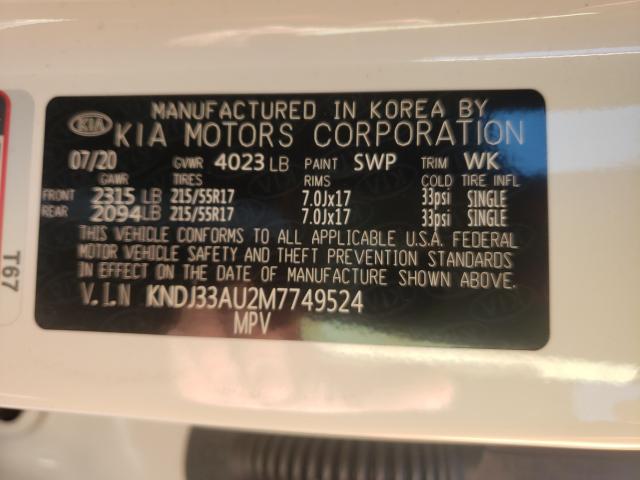 MANUFACTURED IN KOREA BY
KIA KIA MOTORS CORPORATION
07/20 GVWR 4023 LB PAINT SWP TRIM WK
GAWR TIRES RIMS COLD TIRE INFL
FRONT 2315 LB 215/55R17 7.0Jx17 33psi SINGLE
REAR 2094 LB 215/55R17 7.0Jx17 33psi SINGLE
THIS VEHICLE CONFORMS TO ALL APPLICABLE U.S.A. FEDERAL
MOTOR VEHICLE SAFETY AND THEFT PREVENTION STANDARDS
IN EFFECT ON THE DATE OF MANUFACTURE SHOWN ABOVE.
V.I.N KNDJ33AU2M7749524
MPV
T67